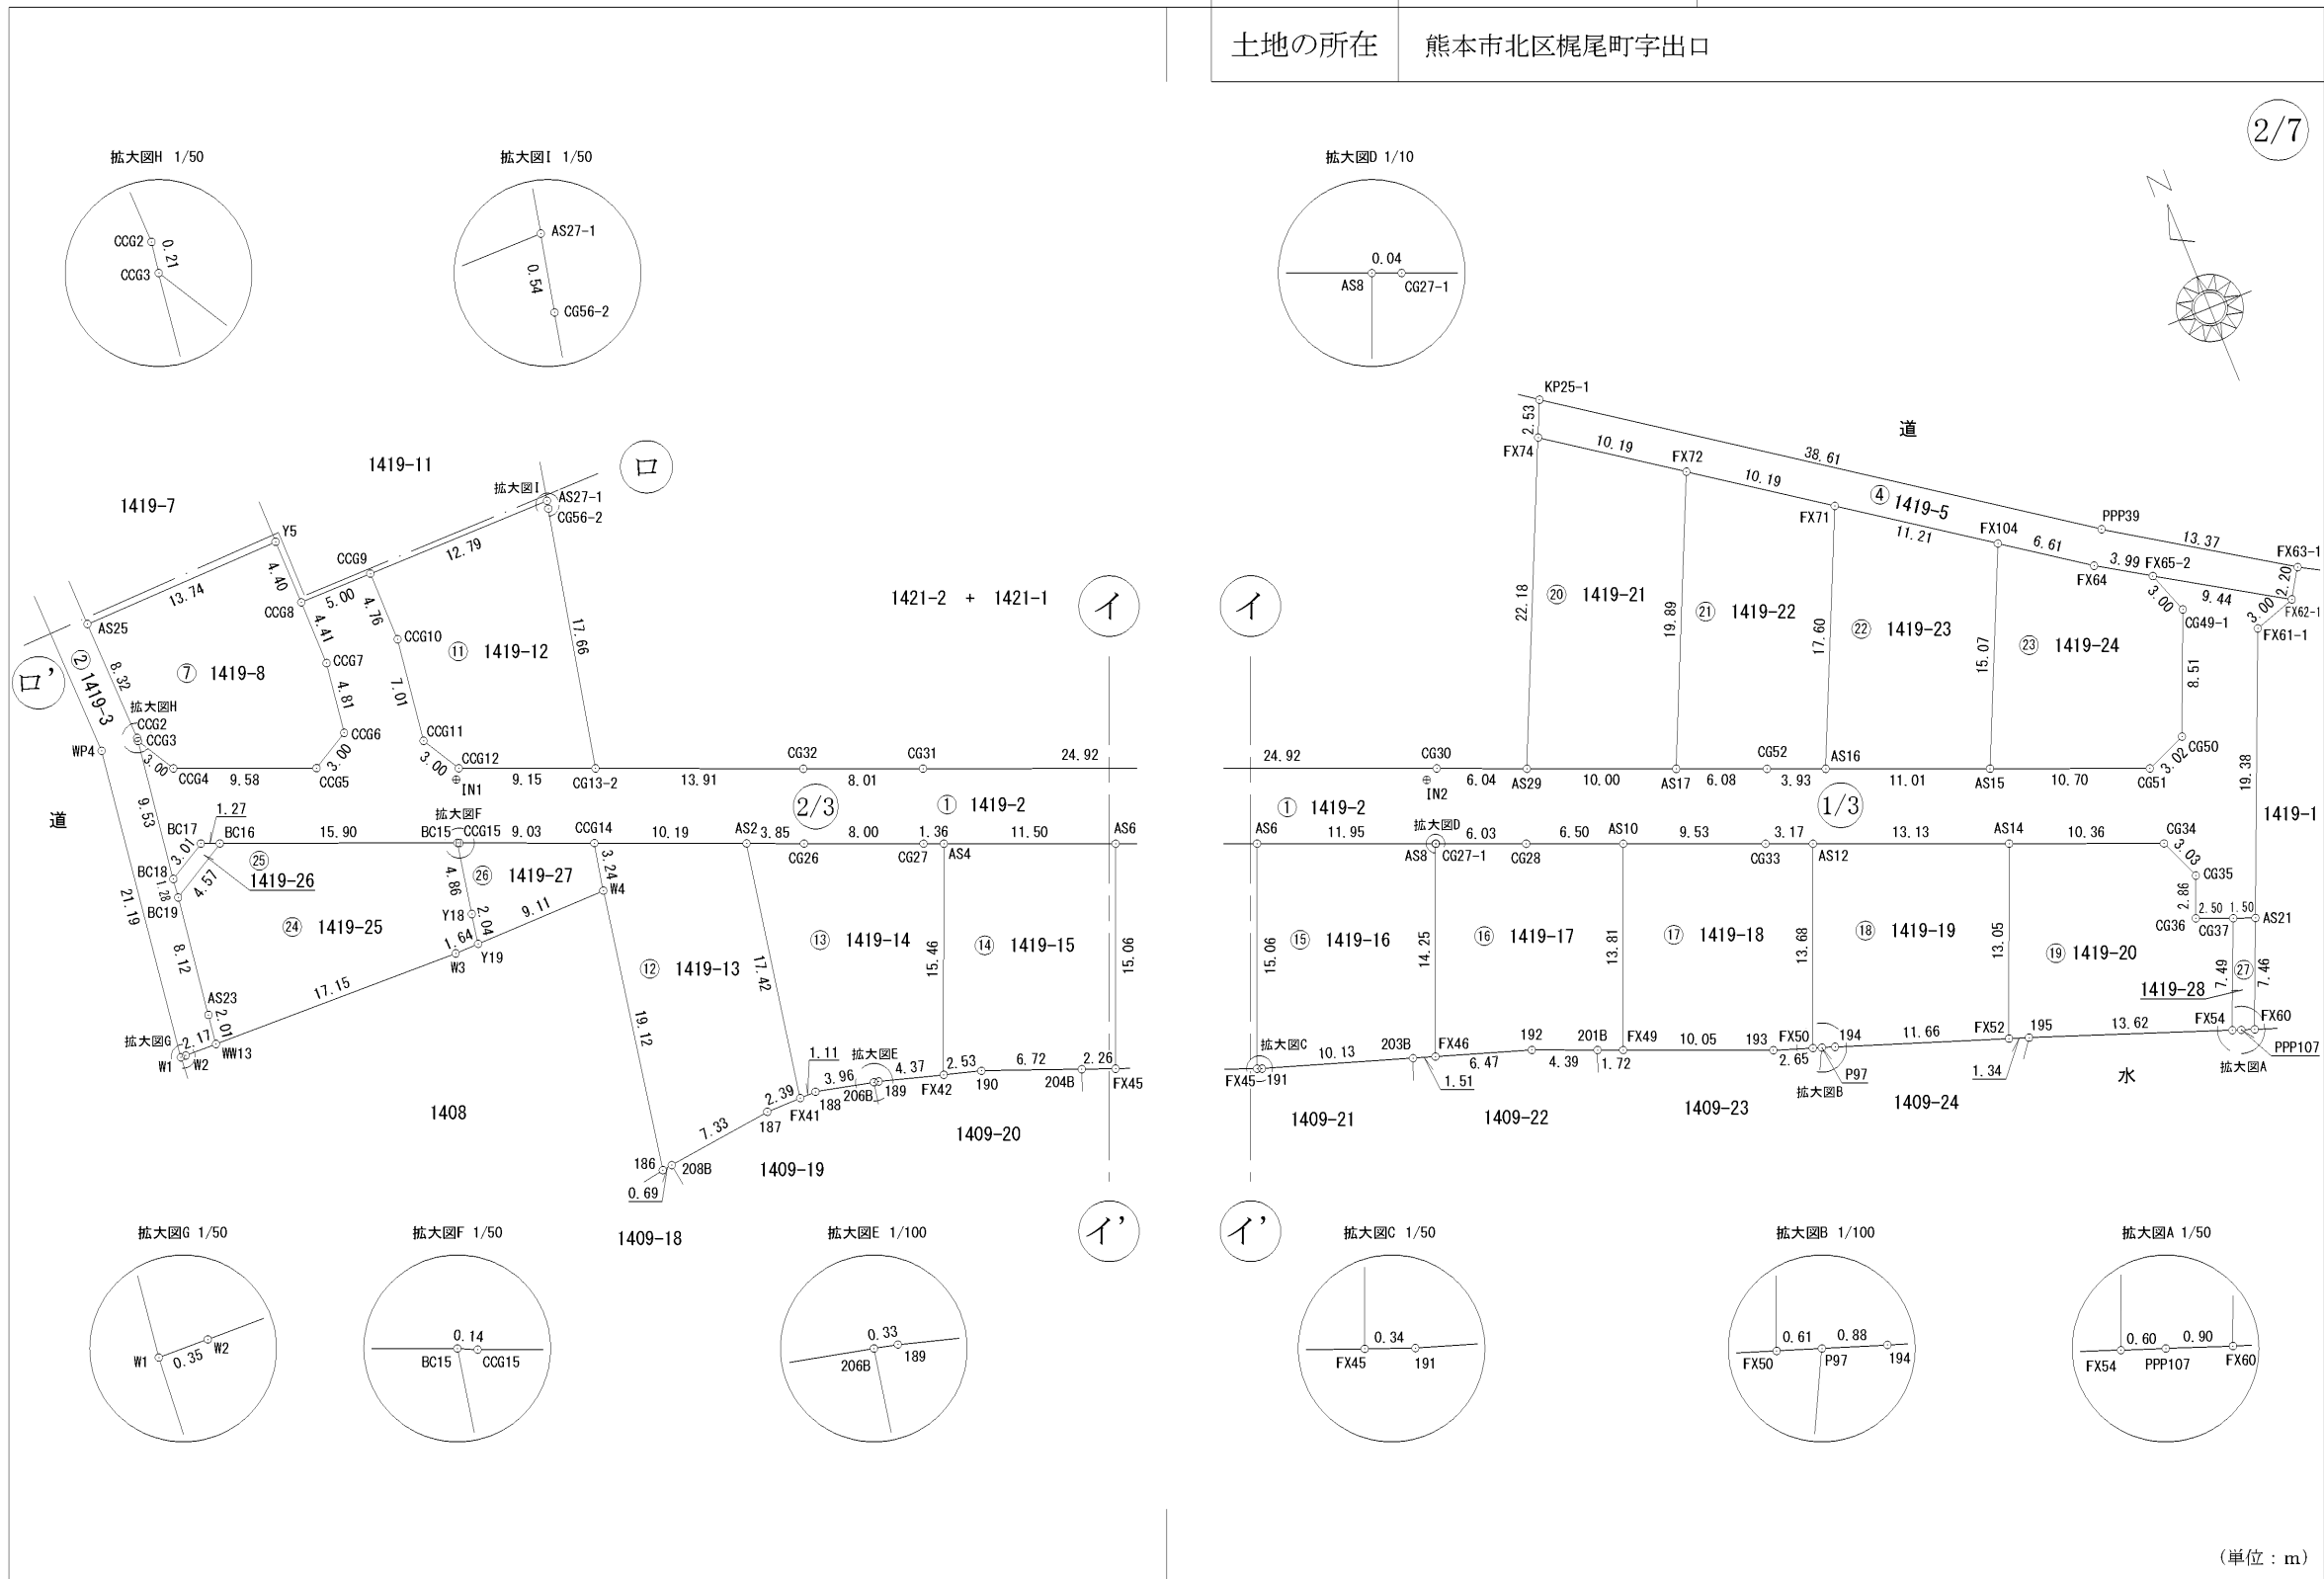 土地の所在 熊本市北区梶尾町字出口
2/7
拡大図H 1/50
CCG2
0.21
CCG3
拡大図I 1/50
AS27-1
0.54
CG56-2
拡大図D 1/10
0.04
AS8
CG27-1
N
1419-11
ロ
1419-7
拡大図I
AS27-1
CG56-2
Y5
CCG9
12.79
13.74
4.40
CCG8
5.00
4.76
AS25
4.41
CCG10
17.66
1421-2 + 1421-1
イ
ロ'
② 1419-3
8.32
⑦ 1419-8
CCG7
⑪ 1419-12
4.81
7.01
拡大図H
CCG2
CCG3
WP4
CCG6
CCG11
3.00
CCG4
9.58
CCG5
3.00
3.00
CCG12
IN1
9.15
CG13-2
13.91
CG32
8.01
CG31
24.92
2/3
① 1419-2
道
9.53
1.27
BC17
BC16
15.90
拡大図F
BC15
CCG15
9.03
CCG14
10.19
AS2
3.85
CG26
8.00
CG27
1.36
AS4
11.50
AS6
3.01
㉕
1419-26
BC18
1.28
4.57
BC19
4.86
㉖ 1419-27
3.24
W4
21.19
㉔ 1419-25
Y18
2.04
9.11
1.64
Y19
W3
8.12
17.15
AS23
2.01
拡大図G
2.17
WW13
W1
W2
⑫ 1419-13
17.42
⑬ 1419-14
15.46
⑭ 1419-15
15.06
19.12
1408
1.11
拡大図E
3.96
4.37
2.53
6.72
2.26
2.39
FX41
188
206B
189
FX42
190
204B
FX45
187
7.33
186
208B
0.69
1409-19
1409-20
1409-18
イ'
KP25-1
2.53
FX74
10.19
FX72
38.61
道
10.19
④ 1419-5
FX71
11.21
FX104
6.61
PPP39
13.37
FX63-1
FX64
3.99
FX65-2
2.20
9.44
3.00
3.00
FX62-1
CG49-1
FX61-1
イ
22.18
⑳ 1419-21
19.89
㉑ 1419-22
17.60
㉒ 1419-23
15.07
㉓ 1419-24
8.51
CG50
3.02
CG51
19.38
24.92
CG30
IN2
6.04
AS29
10.00
AS17
6.08
CG52
3.93
AS16
11.01
AS15
10.70
① 1419-2
1/3
1419-1
AS6
11.95
拡大図D
AS8
CG27-1
6.03
CG28
6.50
AS10
9.53
CG33
3.17
AS12
13.13
AS14
10.36
CG34
3.03
CG35
2.86
CG36
2.50
CG37
1.50
AS21
15.06
⑮ 1419-16
14.25
⑯ 1419-17
13.81
⑰ 1419-18
13.68
⑱ 1419-19
13.05
⑲ 1419-20
7.49
㉗
7.46
1419-28
拡大図C
FX45
191
10.13
203B
FX46
1.51
6.47
192
4.39
201B
1.72
FX49
10.05
193
2.65
FX50
194
P97
拡大図B
11.66
FX52
1.34
195
13.62
FX54
FX60
PPP107
拡大図A
水
1409-21
1409-22
1409-23
1409-24
イ'
拡大図G 1/50
W1
0.35
W2
拡大図F 1/50
0.14
BC15
CCG15
拡大図E 1/100
0.33
206B
189
拡大図C 1/50
0.34
FX45
191
拡大図B 1/100
0.61
0.88
FX50
P97
194
拡大図A 1/50
0.60
0.90
FX54
PPP107
FX60
(単位:m)